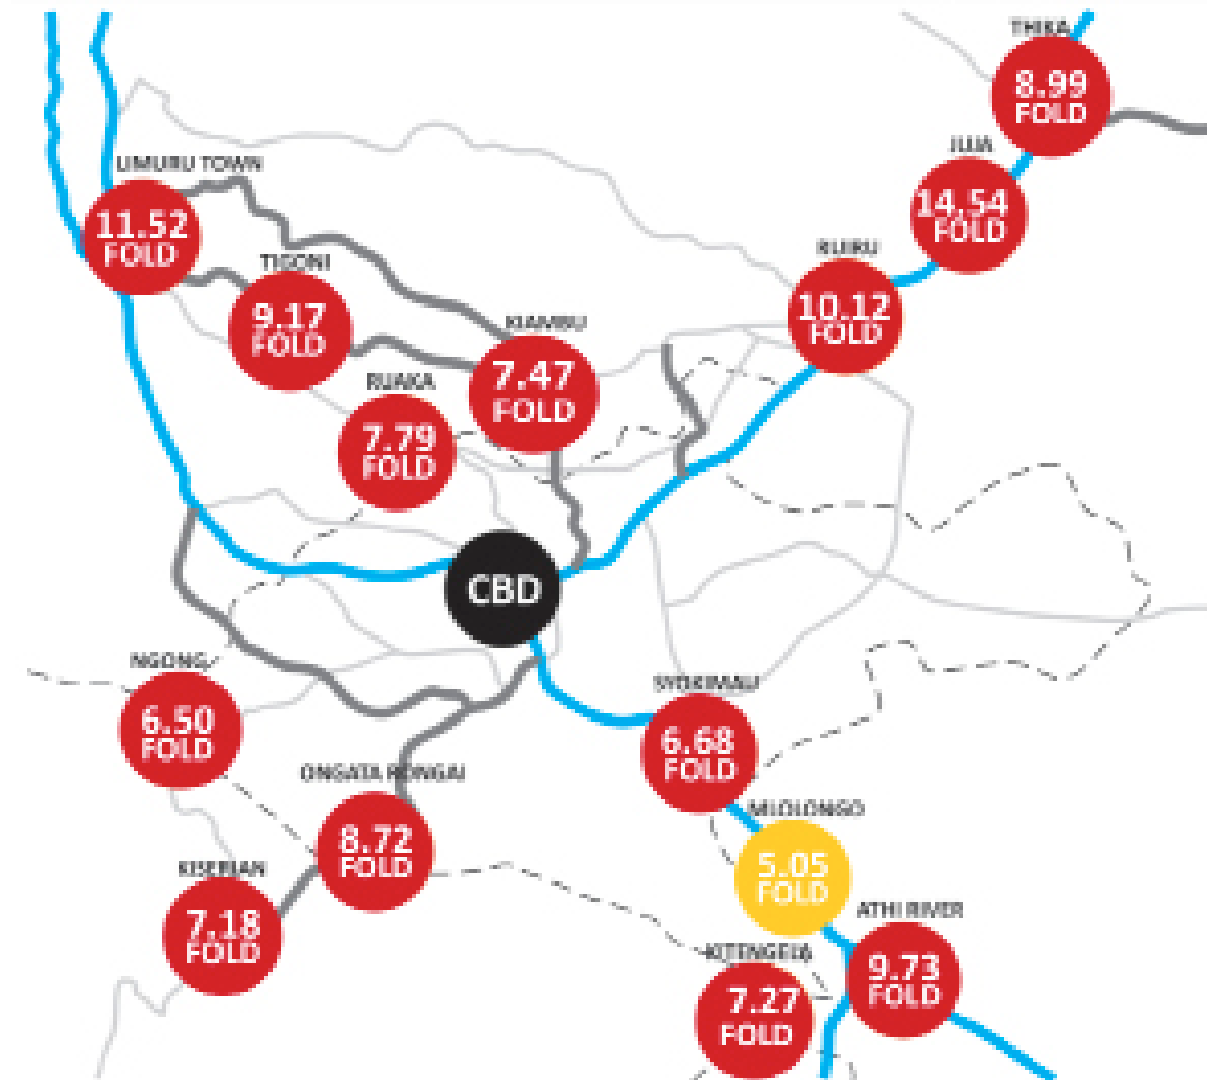 THIKA
8.99
FOLD
JUJA
14.54
FOLD
LIMURU TOWN
11.52
FOLD
RUIRU
10.12
FOLD
TIGONI
9.17
FOLD
KIAMBU
7.47
FOLD
RUAKA
7.79
FOLD
CBD
NGONG
6.50
FOLD
SYOKIMAU
6.68
FOLD
ONGATA RONGAI
8.72
FOLD
MLOLONGO
5.05
FOLD
KISERIAN
7.18
FOLD
ATHI RIVER
9.73
FOLD
KITENGELA
7.27
FOLD